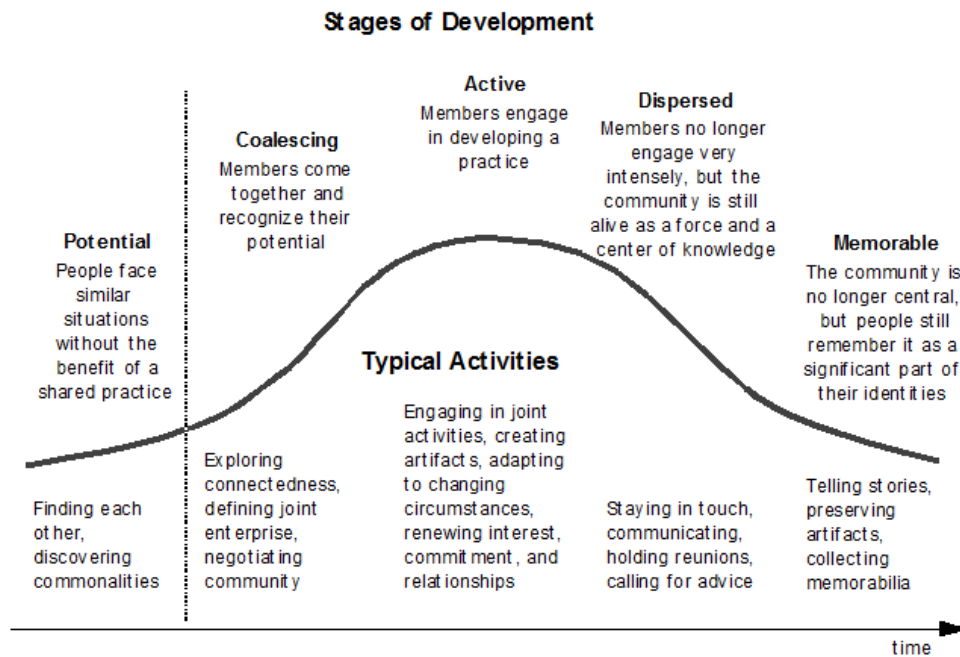 Stages of Development
Potential
People face
similar
situations
without the
benefit of a
shared practice
Coalescing
Members come
together and
recognize their
potential
Active
Members engage
in developing a
practice
Dispersed
Members no longer
engage very
intensely, but the
community is still
alive as a force and a
center of knowledge
Memorable
The community is
no longer central,
but people still
remember it as a
significant part of
their identities
Typical Activities
Finding each
other,
discovering
commonalities
Exploring
connectedness,
defining joint
enterprise,
negotiating
community
Engaging in joint
activities, creating
artifacts, adapting
to changing
circumstances,
renewing interest,
commitment, and
relationships
Staying in touch,
communicating,
holding reunions,
calling for advice
Telling stories,
preserving
artifacts,
collecting
memorabilia
time